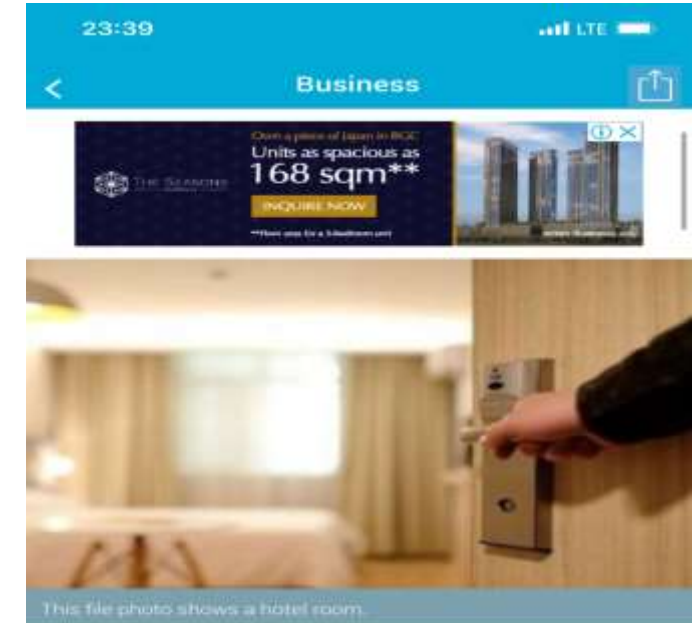 23:39
LTE
Business
Own a piece of Japan in BGC
Units as spacious as
168 sqm**
THE SEASONS
INQUIRE NOW
This file photo shows a hotel room.